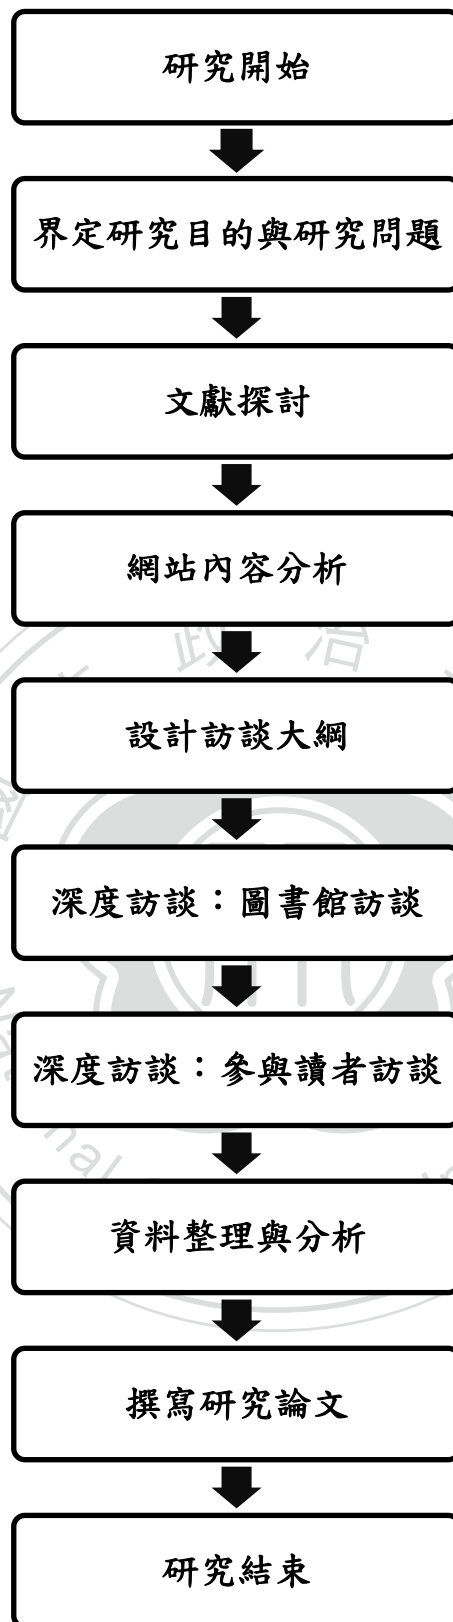 研究開始
界定研究目的與研究問題
文獻探討
網站內容分析
政 治
設計訪談大綱
深度訪談：圖書館訪談
深度訪談：參與讀者訪談
資料整理與分析
撰寫研究論文
研究結束